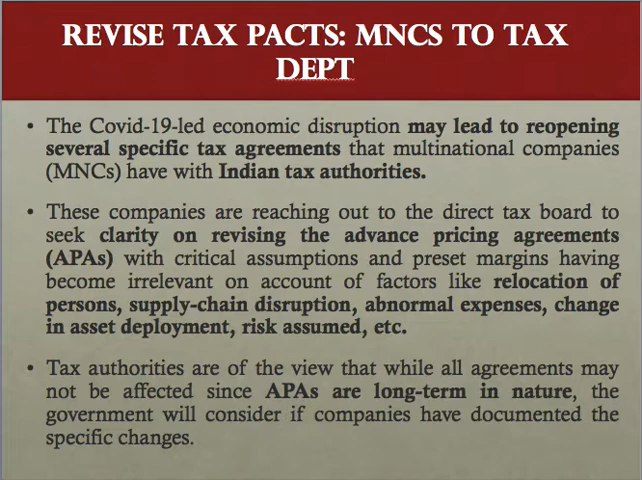 REVISE TAX PACTS: MNCS TO TAX
DEPT
• The Covid-19-led economic disruption may lead to reopening
several specific tax agreements that multinational companies
(MNCs) have with Indian tax authorities.
• These companies are reaching out to the direct tax board to
seek clarity on revising the advance pricing agreements
(APAs) with critical assumptions and preset margins having
become irrelevant on account of factors like relocation of
persons, supply-chain disruption, abnormal expenses, change
in asset deployment, risk assumed, etc.
• Tax authorities are of the view that while all agreements may
not be affected since APAs are long-term in nature, the
government will consider if companies have documented the
specific changes.